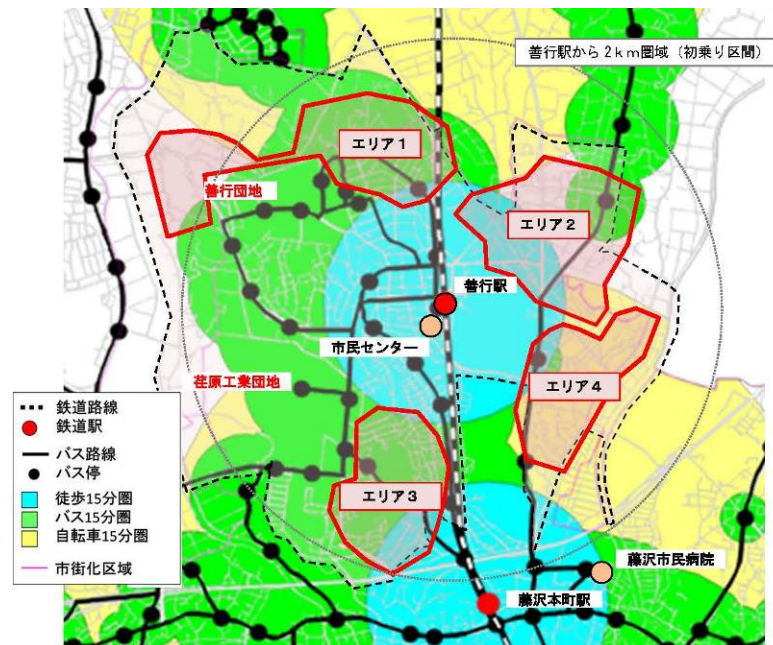 善行駅から2km圏域（初乗り区間）
エリア１
善行団地
エリア２
善行駅
市民センター
荏原工業団地
エリア４
エリア３
鉄道路線
鉄道駅
バス路線
バス停
徒歩15分圏
バス15分圏
自転車15分圏
市街化区域
藤沢市民病院
藤沢本町駅